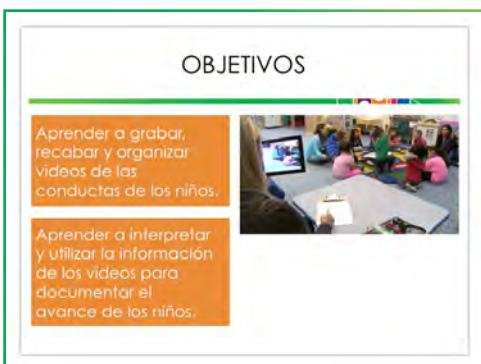 OBJETIVOS
Aprender a grabar,
recabar y organizar
videos de las
conductas de los niños.
Aprender a interpretar
y utilizar la información
de los videos para
documentar el
avance de los niños.